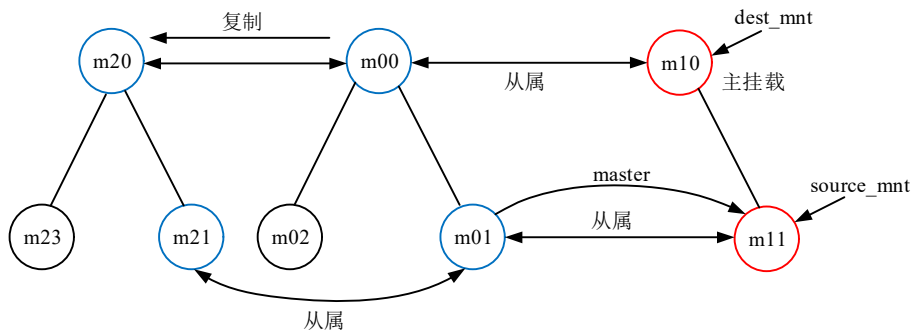 复制
dest_mnt
m20
m00
m10
从属
主挂载
master
source_mnt
m23
m21
m02
m01
从属
m11
从属